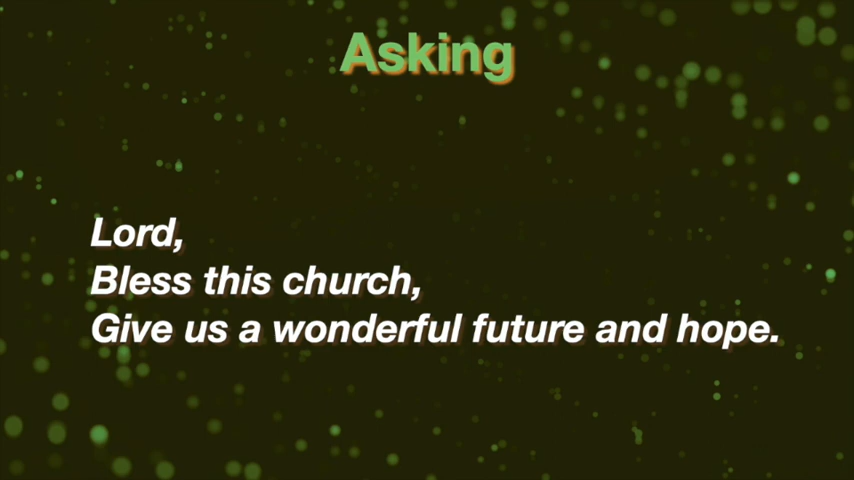 Asking
Lord,
Bless this church,
Give us a wonderful future and hope.